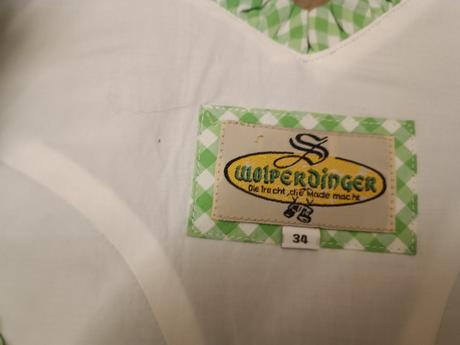 S
WOLPERDINGER
Die Tracht, die Mode macht
34